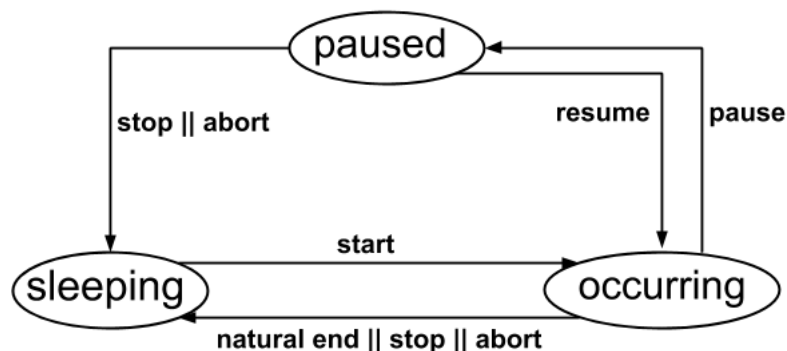 paused
stop || abort
resume
pause
start
sleeping
occurring
natural end || stop || abort